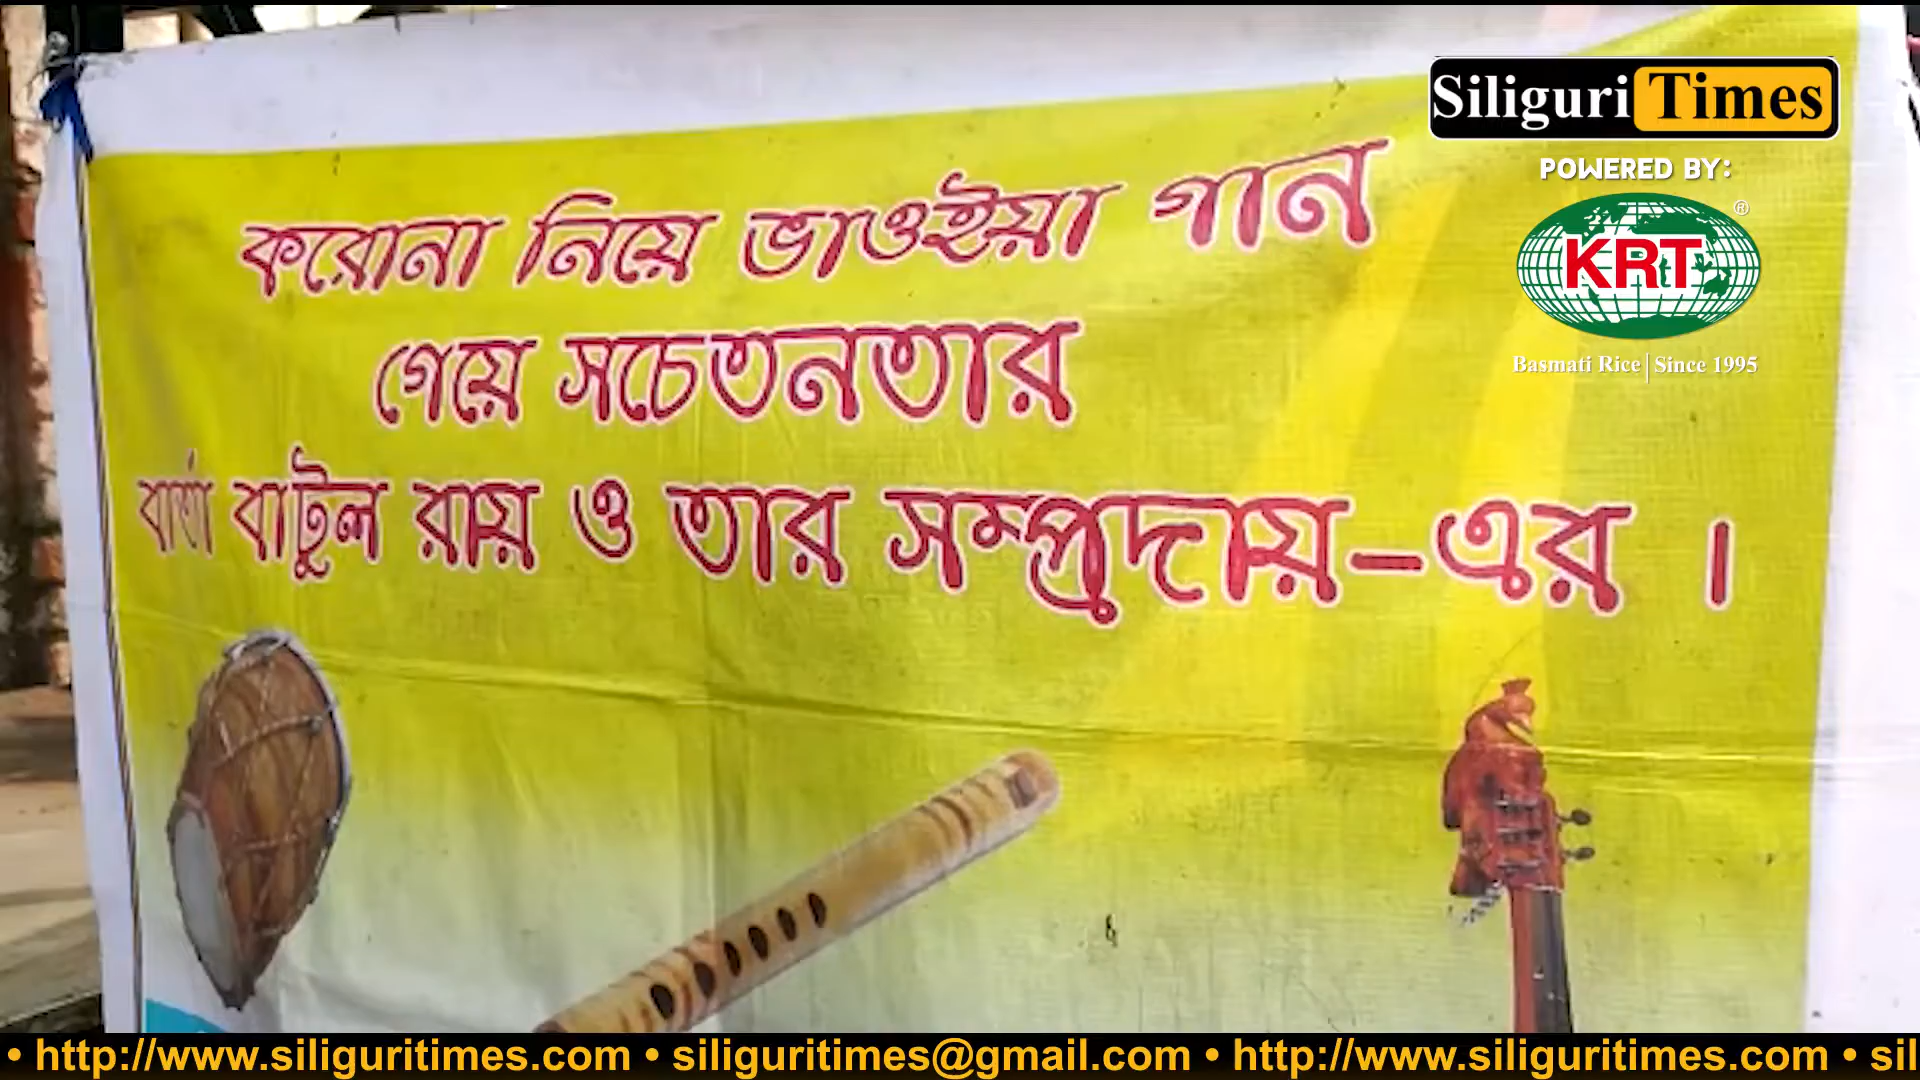 করোনা নিয়ে ভাওইয়া গান
গেয়ে সচেতনতার
বার্তা বাটুল রায় ও তার সম্প্রদায়-এর ।
Siliguri Times
POWERED BY:
KRT
®
Basmati Rice | Since 1995
• http://www.siliguritimes.com • siliguritimes@gmail.com • http://www.siliguritimes.com • sil